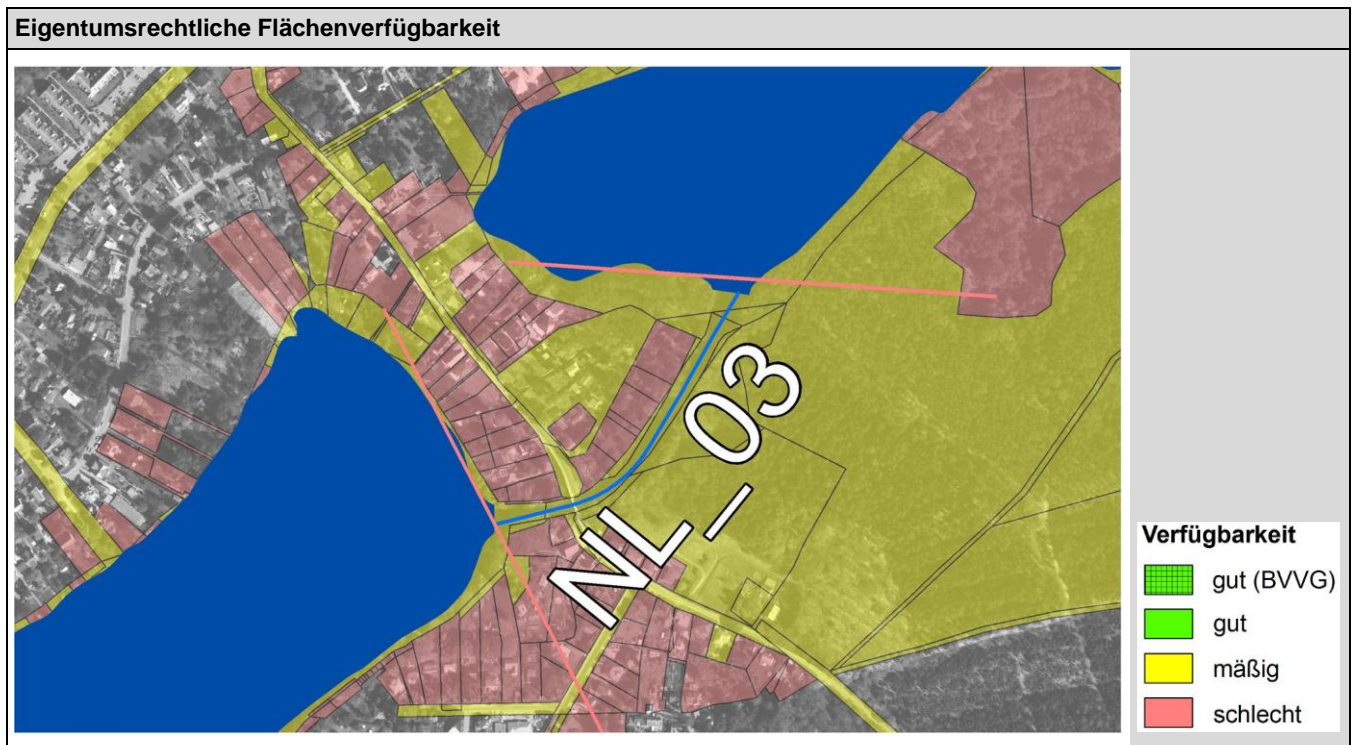 Eigentumsrechtliche Flächenverfügbarkeit
NL_03
Verfügbarkeit
gut (BVVG)
gut
mäßig
schlecht